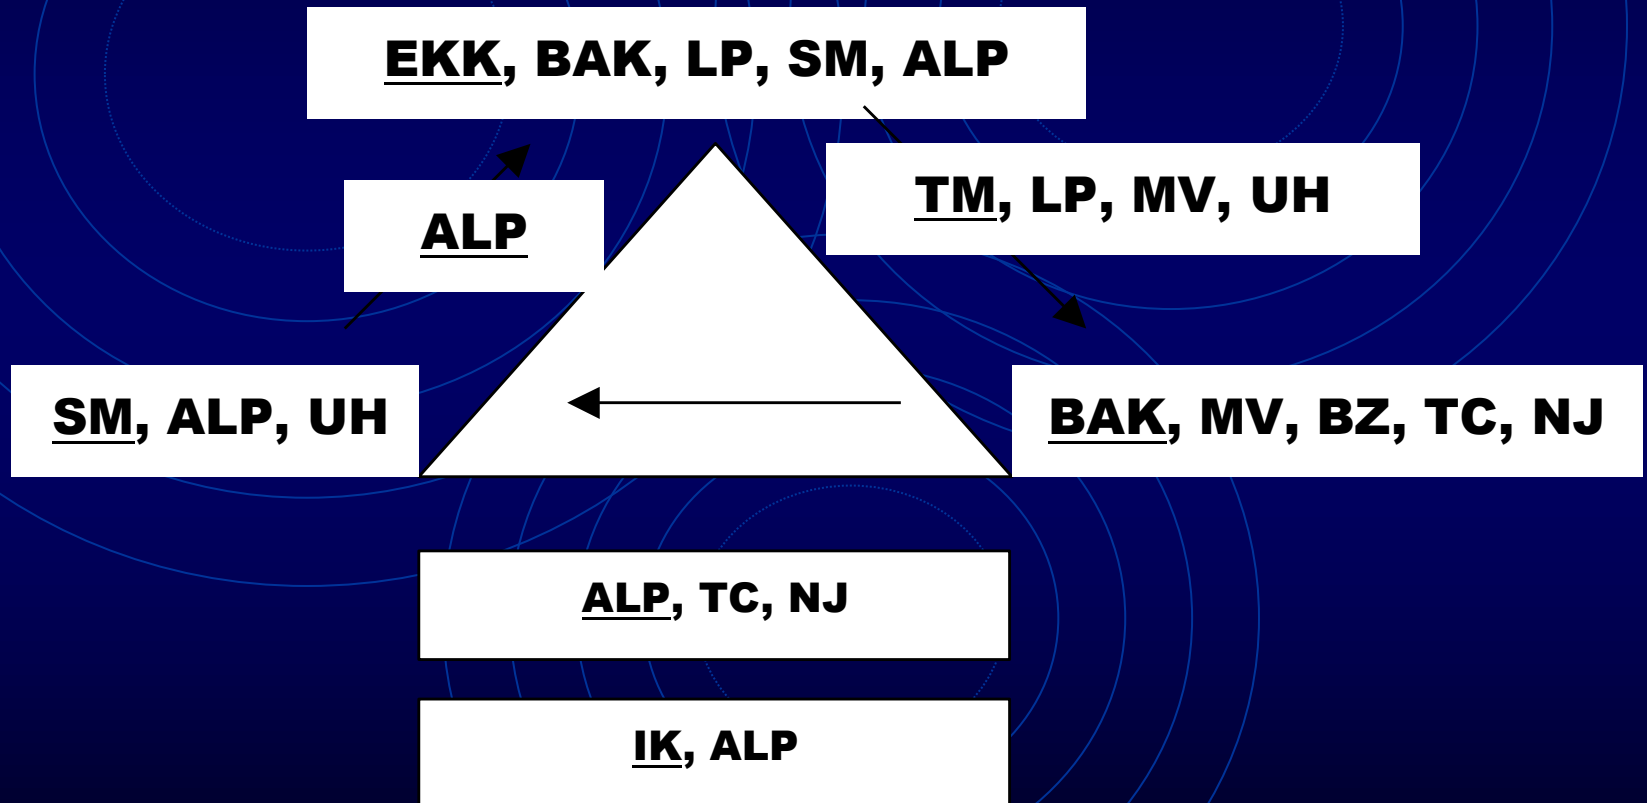 EKK, BAK, LP, SM, ALP
TM, LP, MV, UH
ALP
SM, ALP, UH
BAK, MV, BZ, TC, NJ
ALP, TC, NJ
IK, ALP